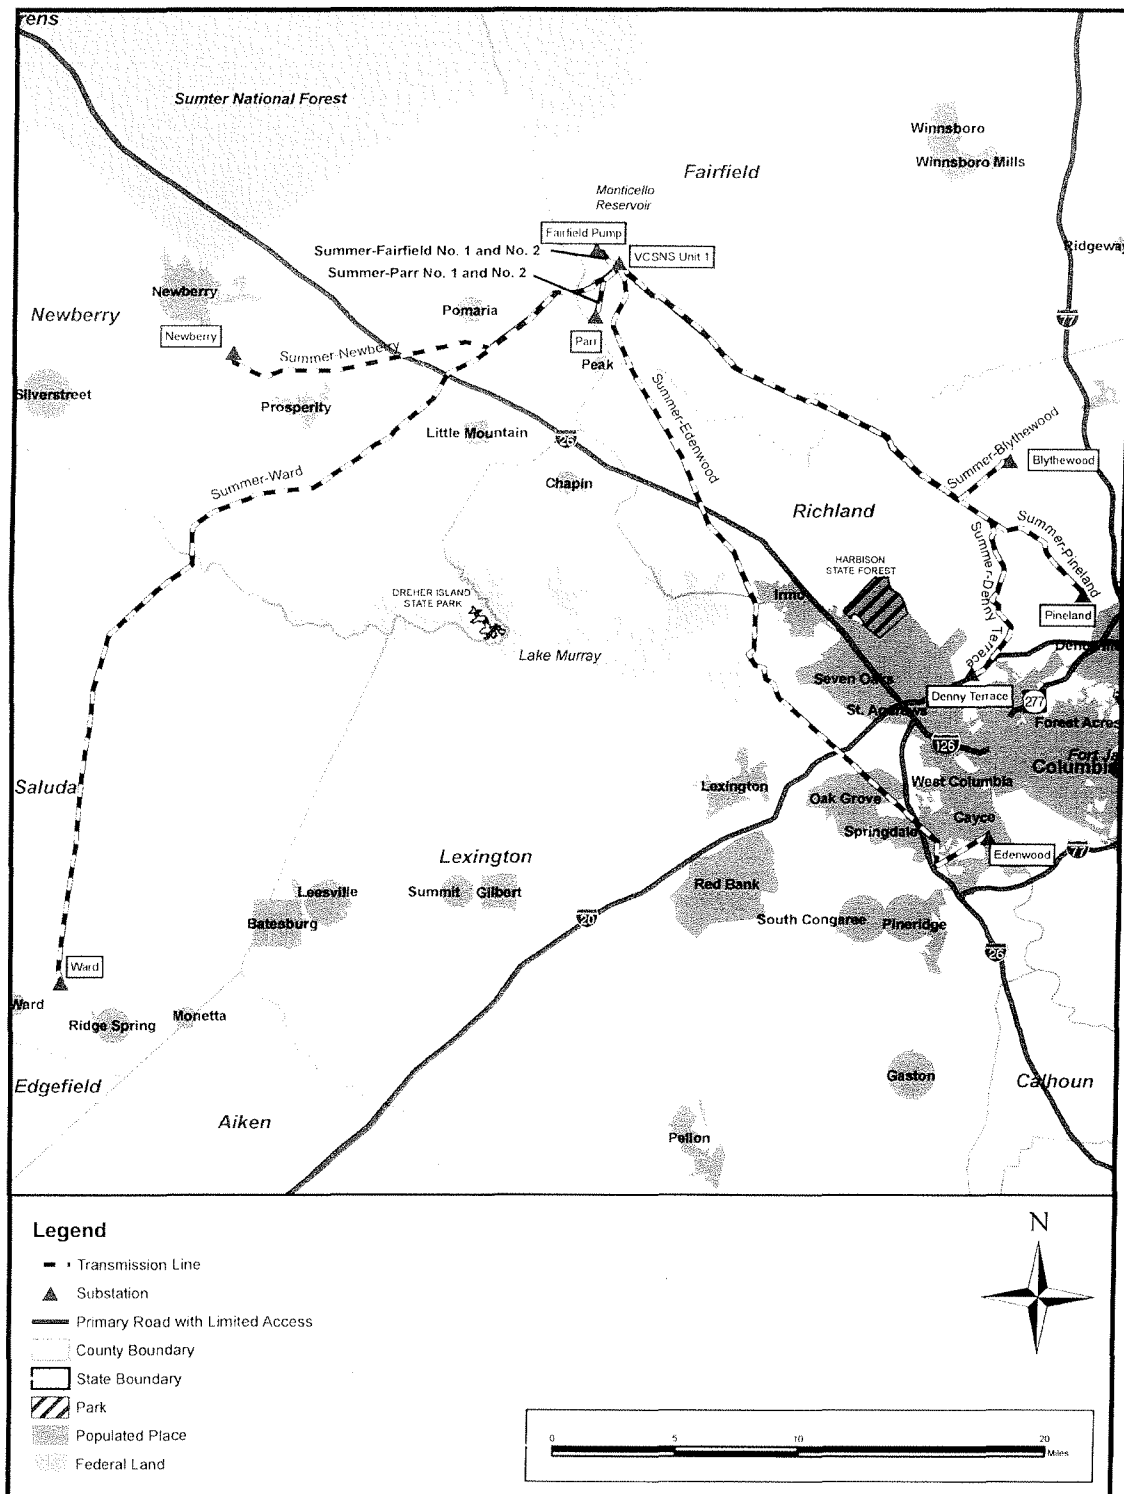 rens
Sumter National Forest
Winnsboro
Winnsboro Mills
Fairfield
Monticello
Reservoir
Fairfield Pump
Summer-Fairfield No. 1 and No. 2
VCSNS Unit 1
Ridgeway
Summer-Parr No. 1 and No. 2
Newberry
Newberry
Pomaria
77
Newberry
Summer-Newberry
Parr
Peak
Silverstreet
Prosperity
Summer-Edenwood
Little Mountain
26
Summer-Ward
Chapin
Summer-Blythewood
Blythewood
Richland
Summer-Pineland
Summer-Denny Terrace
HARBISON
STATE FOREST
DREHER ISLAND
STATE PARK
Irmo
Pineland
Lake Murray
Seven Oaks
Denny Terrace
St. Andrews
277
Forest Acres
126
Columbia
Saluda
Lexington
West Columbia
Oak Grove
Cayce
Springdale
Edenwood
77
Lexington
Leesville
Summit
Gilbert
Red Bank
Batesburg
20
South Congaree
Pineridge
26
Ward
Ward
Ridge Spring
Monetta
Edgefield
Gaston
Calhoun
Aiken
Pelion
Legend
N
Transmission Line
Substation
Primary Road with Limited Access
County Boundary
State Boundary
Park
Populated Place
Federal Land
0 5 10 20
Miles